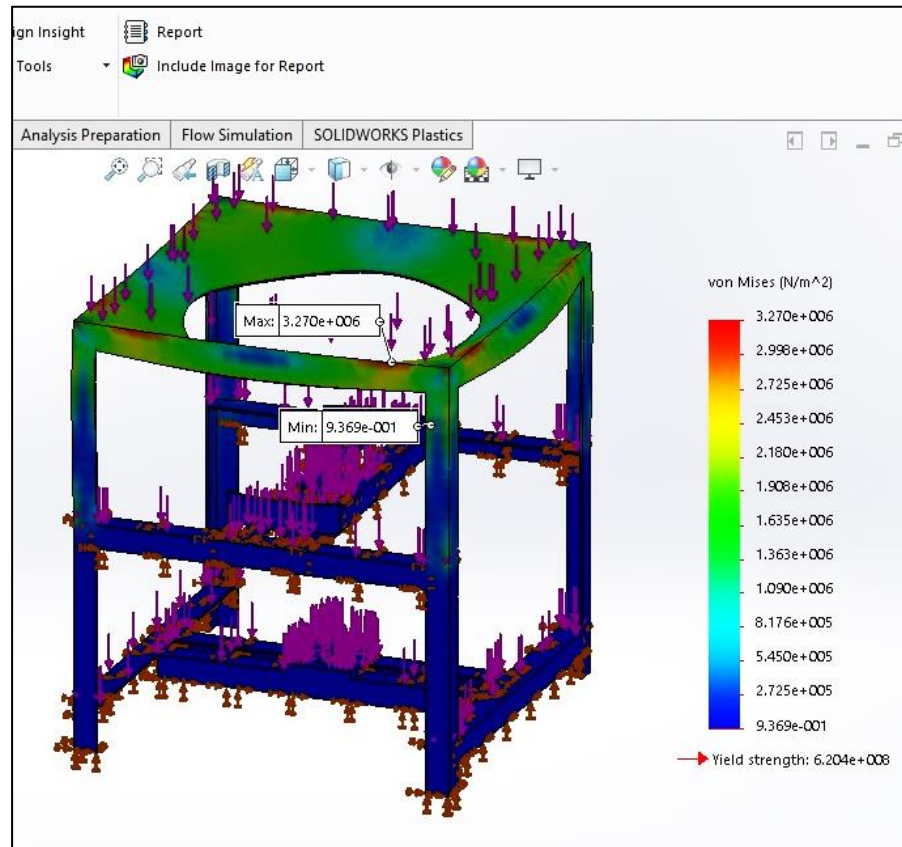 ign Insight
Report
Tools
Include Image for Report
Analysis Preparation
Flow Simulation
SOLIDWORKS Plastics
von Mises (N/m^2)
Max: 3.270e+006
Min: 9.369e-001
3.270e+006
2.998e+006
2.725e+006
2.453e+006
2.180e+006
1.908e+006
1.635e+006
1.363e+006
1.090e+006
8.176e+005
5.450e+005
2.725e+005
9.369e-001
Yield strength: 6.204e+008